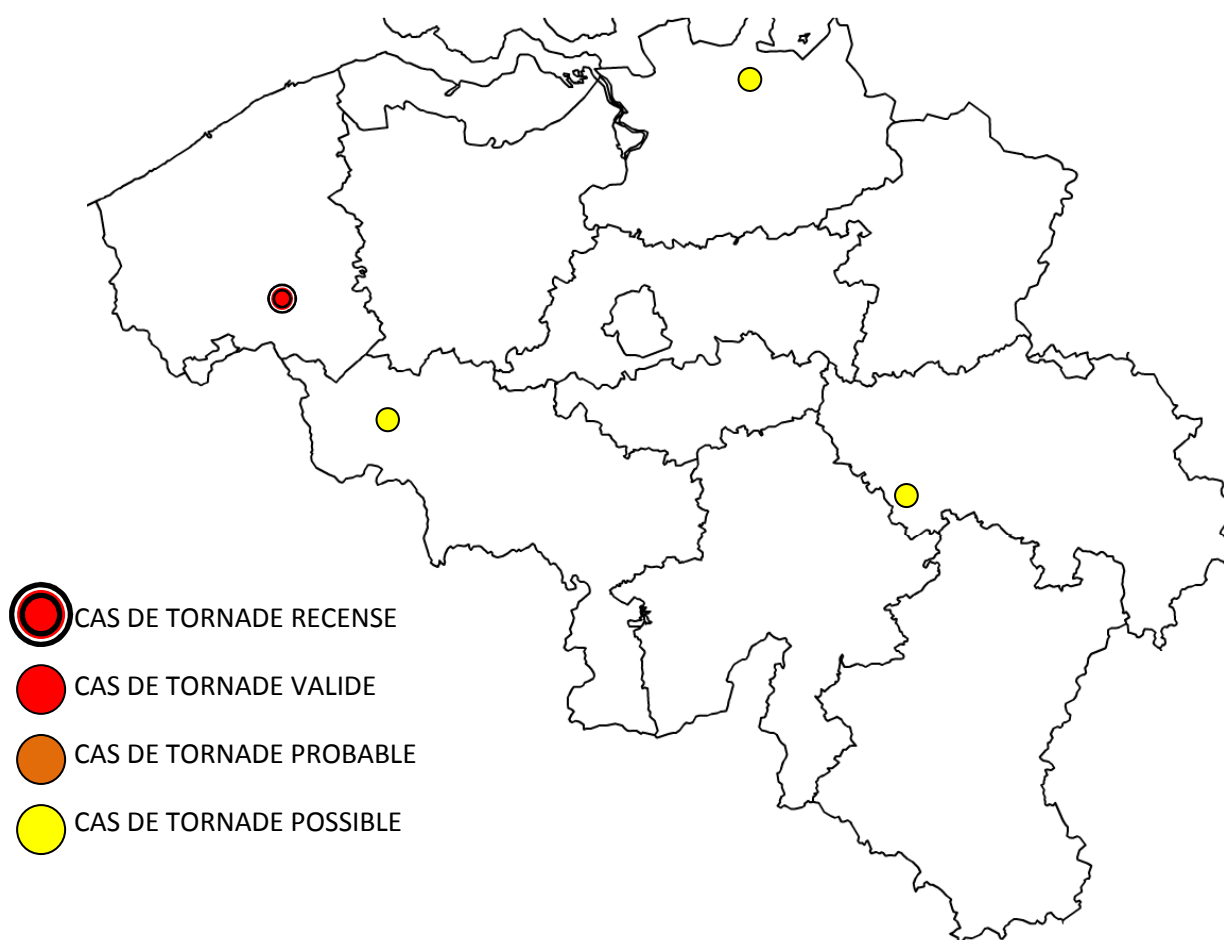 CAS DE TORNADE RECENSE
CAS DE TORNADE VALIDE
CAS DE TORNADE PROBABLE
CAS DE TORNADE POSSIBLE